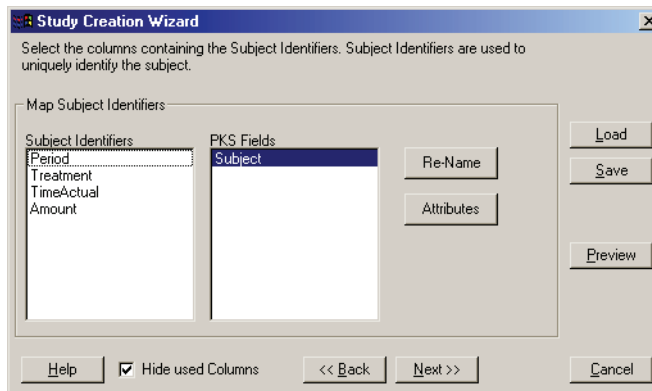 Study Creation Wizard
Select the columns containing the Subject Identifiers. Subject Identifiers are used to
uniquely identify the subject.
Map Subject Identifiers
Subject Identifiers
PKS Fields
Period
Treatment
TimeActual
Amount
Subject
Re-Name
Attributes
Load
Save
Preview
Help
Hide used Columns
<< Back
Next >>
Cancel